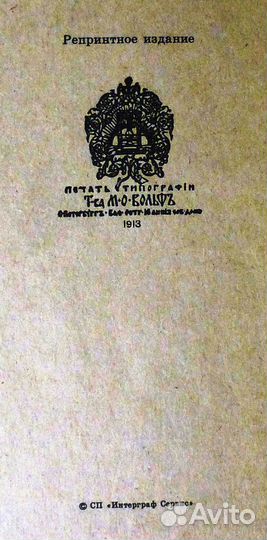 Репринтное издание
ПЕЧАТЬ ТИПОГРАФІИ
Т-ва М·О·ВОЛЬФЪ
1913
© СП «Интерграф Сервис»
Avito